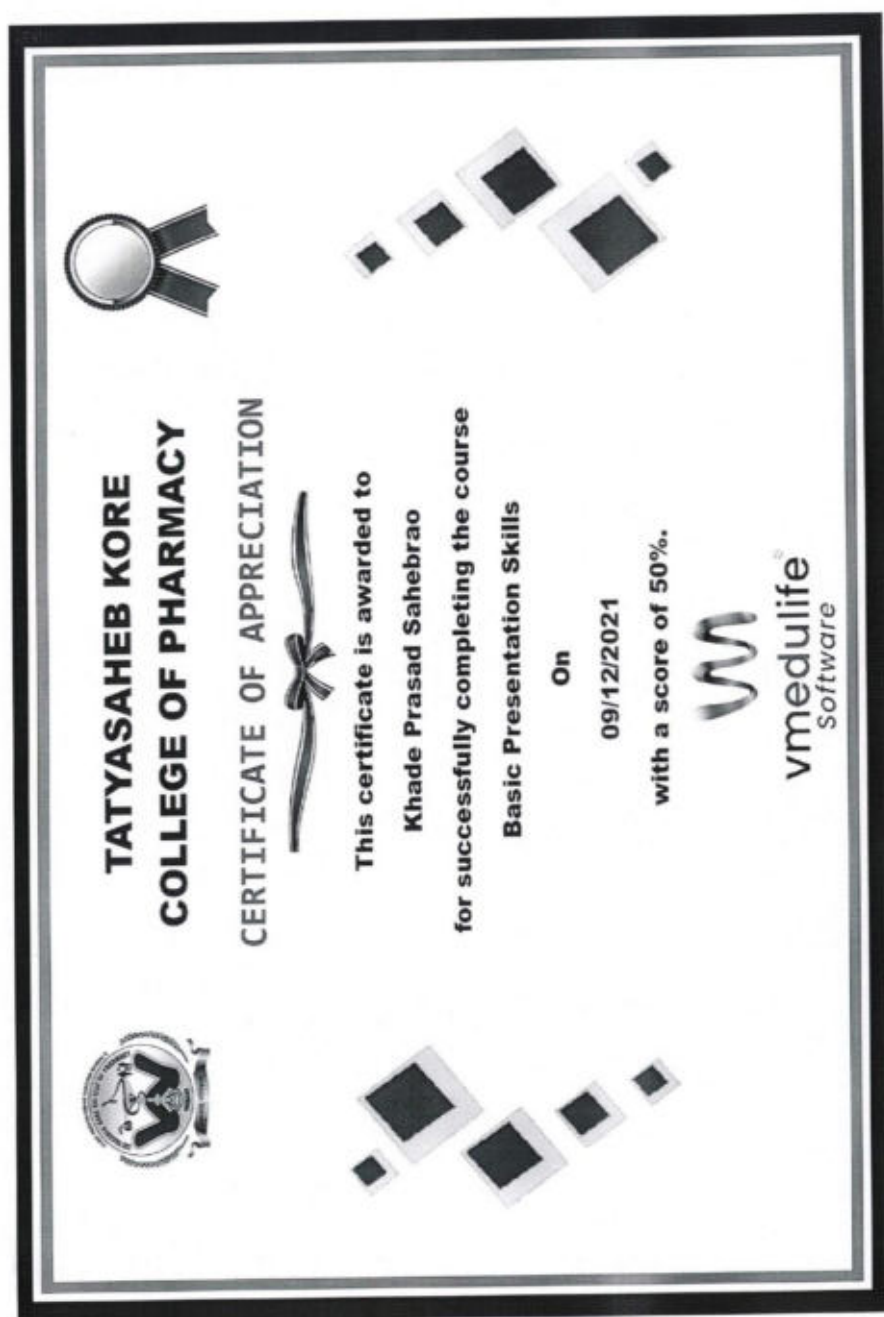 TATYASAHEB KORE
COLLEGE OF PHARMACY
CERTIFICATE OF APPRECIATION
This certificate is awarded to
Khade Prasad Sahebrao
for successfully completing the course
Basic Presentation Skills
On
09/12/2021
with a score of 50%.
vmedulife®
Software